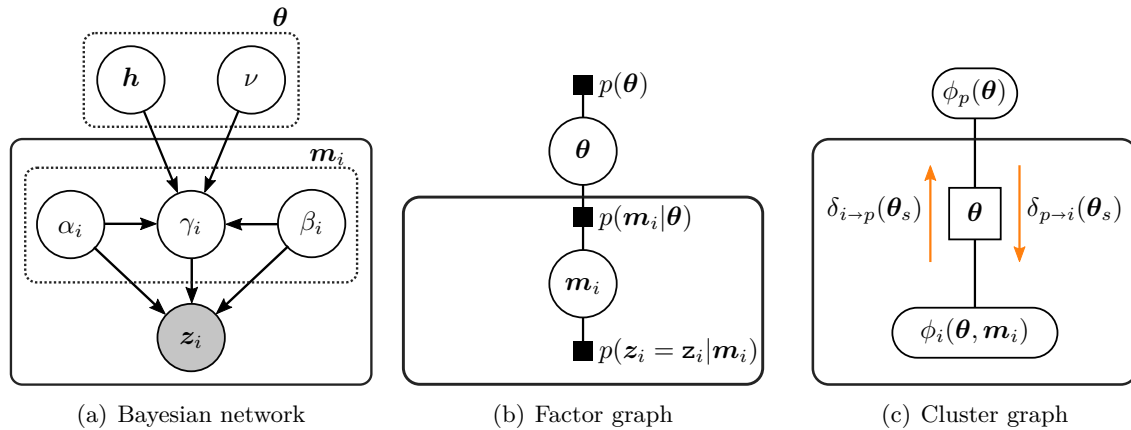 θ
h
ν
m_i
α_i
γ_i
β_i
z_i
(a) Bayesian network
p(θ)
θ
p(m_i|θ)
m_i
p(z_i = z_i|m_i)
(b) Factor graph
ϕ_p(θ)
δ_{i→p}(θ_s)
θ
δ_{p→i}(θ_s)
ϕ_i(θ, m_i)
(c) Cluster graph